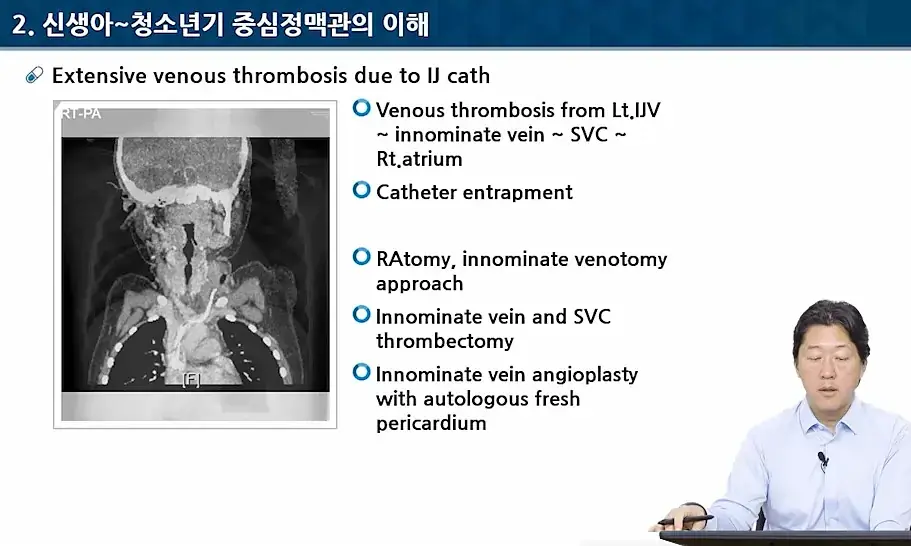 2. 신생아~청소년기 중심정맥관의 이해
Extensive venous thrombosis due to IJ cath
RT-PA
[F]
Venous thrombosis from Lt.IJV
~ innominate vein ~ SVC ~
Rt.atrium
Catheter entrapment
RAtomy, innominate venotomy
approach
Innominate vein and SVC
thrombectomy
Innominate vein angioplasty
with autologous fresh
pericardium